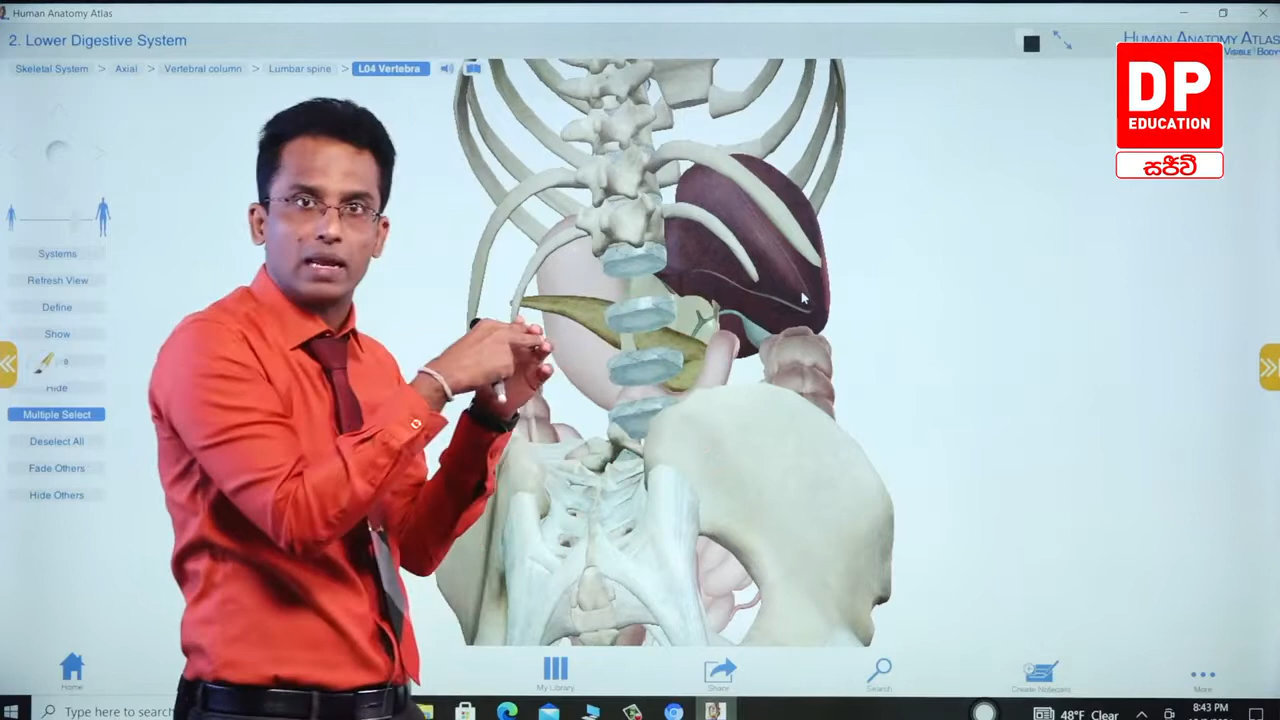 Human Anatomy Atlas
2. Lower Digestive System
HUMAN ANATOMY ATLAS
VISIBLE BODY
Skeletal System > Axial > Vertebral column > Lumbar spine > L04 Vertebra
DP
EDUCATION
සජීවී
Systems
Refresh View
Define
Show
Hide
Multiple Select
Deselect All
Fade Others
Hide Others
Home
My Library
Share
Search
Create Notecard
More
Type here to search
48°F Clear
8:43 PM